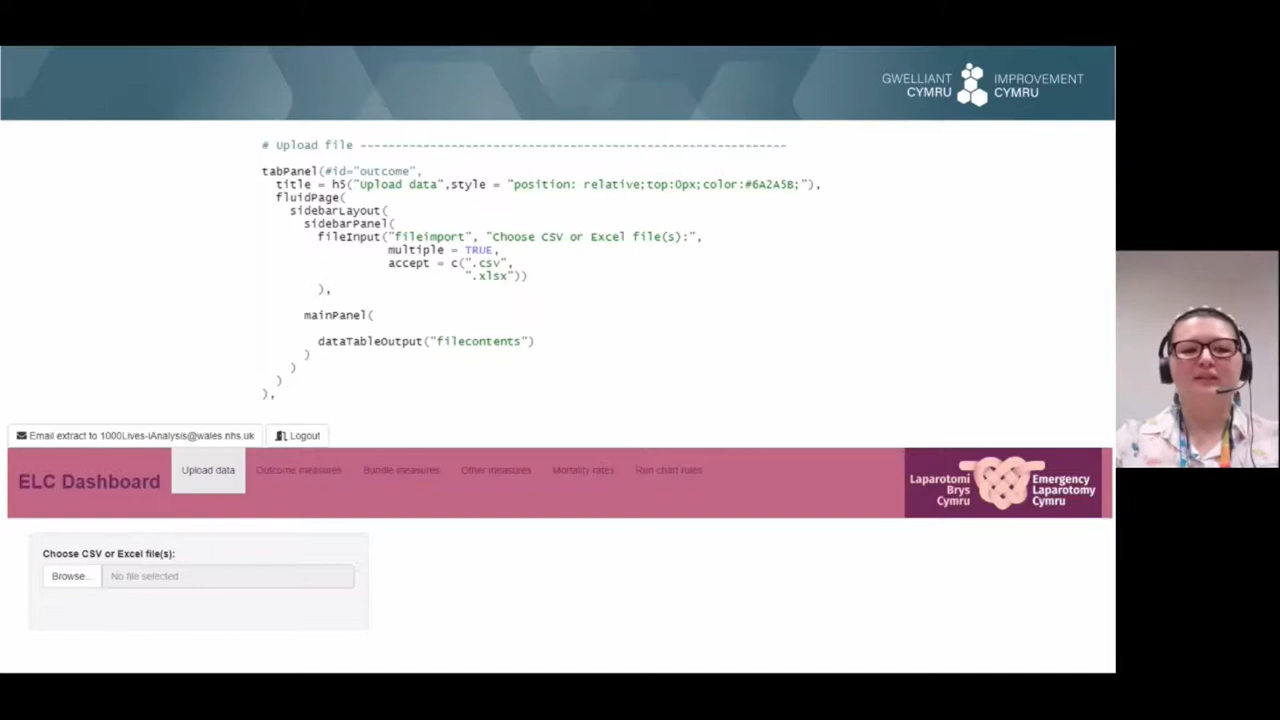 GWELLIANT CYMRU
IMPROVEMENT CYMRU
# Upload file -------------------------------------------------------------
tabPanel(#id="outcome",
title = h5("Upload data",style = "position: relative;top:0px;color:#6A2A5B;"),
fluidPage(
sidebarLayout(
sidebarPanel(
fileInput("fileimport", "Choose CSV or Excel file(s):",
multiple = TRUE,
accept = c(".csv",
".xlsx"))
),
mainPanel(
dataTableOutput("filecontents")
)
)
)
),
Email extract to 1000Lives-iAnalysis@wales.nhs.uk
Logout
ELC Dashboard
Upload data
Outcome measures
Bundle measures
Other measures
Mortality rates
Run chart rules
Laparotomi
Brys
Cymru
Emergency
Laparotomy
Cymru
Choose CSV or Excel file(s):
Browse...
No file selected